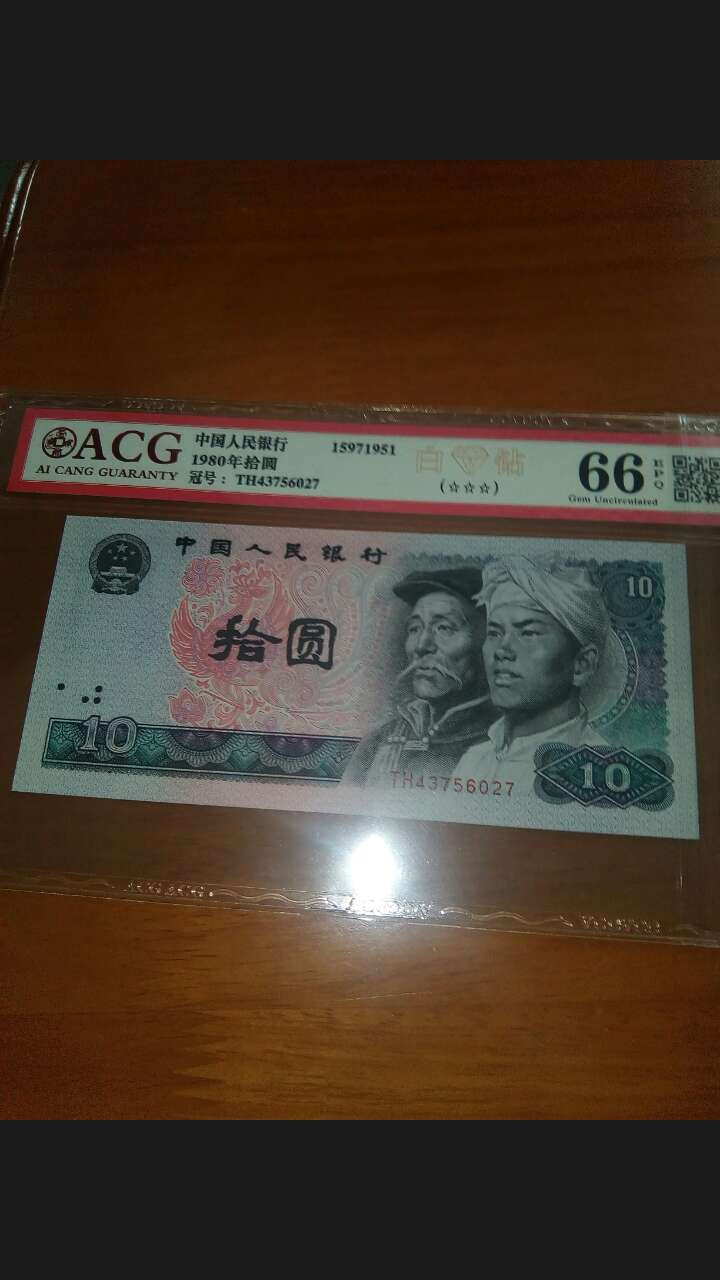 ACG
AI CANG GUARANTY
中国人民银行
1980年拾圆
冠号： TH43756027
15971951
白 钻
(☆☆☆)
66
EPQ
Gem Uncirculated
中国人民银行
10
拾圆
10
TH43756027
10